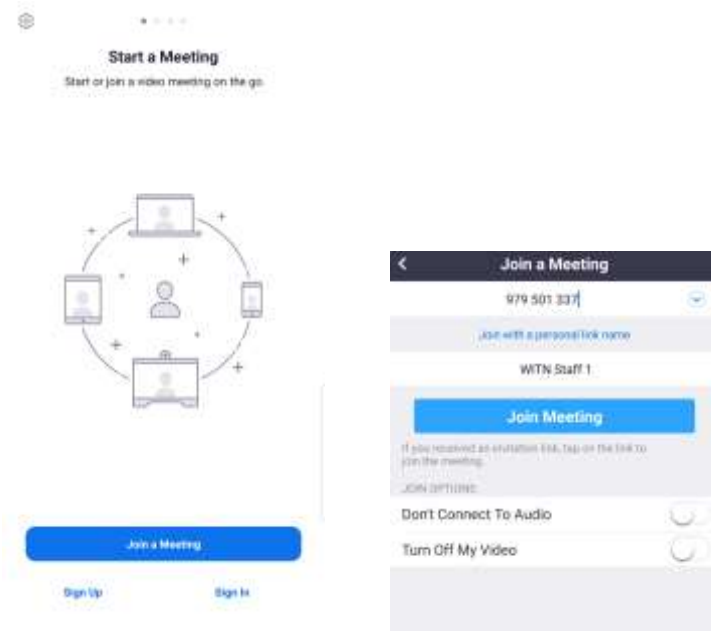 Start a Meeting
Start or join a video meeting on the go.
Join a Meeting
Sign Up
Sign In
Join a Meeting
979 501 337
Join with a personal link name
WITN Staff 1
Join Meeting
If you received an invitation link, tap on the link to
join the meeting.
JOIN OPTIONS
Don't Connect To Audio
Turn Off My Video